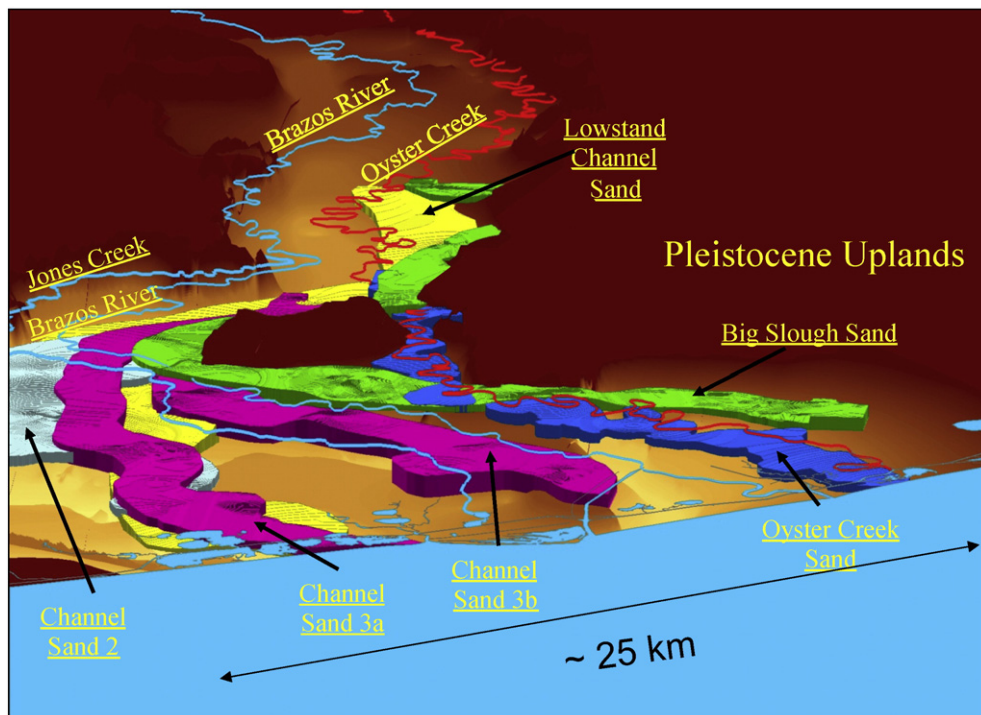 Brazos River
Oyster Creek
Lowstand
Channel
Sand
Jones Creek
Brazos River
Pleistocene Uplands
Big Slough Sand
Oyster Creek
Sand
Channel
Sand 3b
Channel
Sand 3a
Channel
Sand 2
~ 25 km